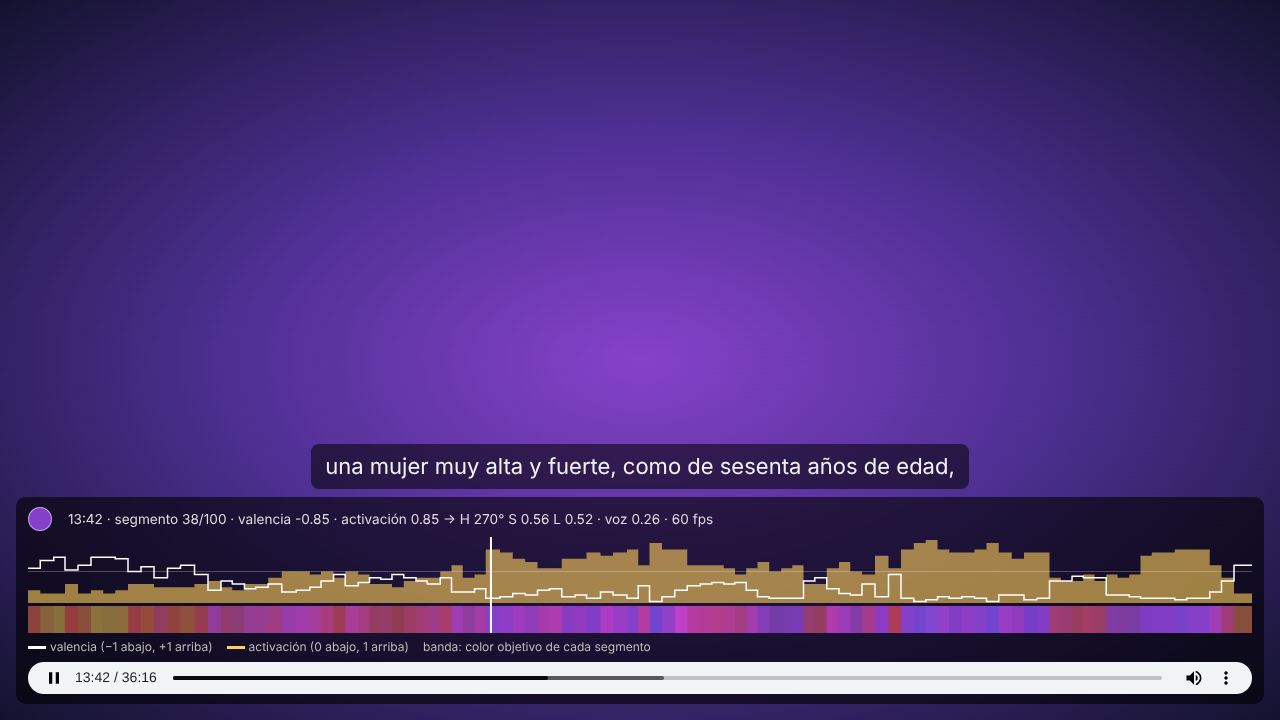 una mujer muy alta y fuerte, como de sesenta años de edad,
13:42 · segmento 38/100 · valencia -0.85 · activación 0.85 → H 270° S 0.56 L 0.52 · voz 0.26 · 60 fps
valencia (−1 abajo, +1 arriba) activación (0 abajo, 1 arriba) banda: color objetivo de cada segmento
13:42 / 36:16